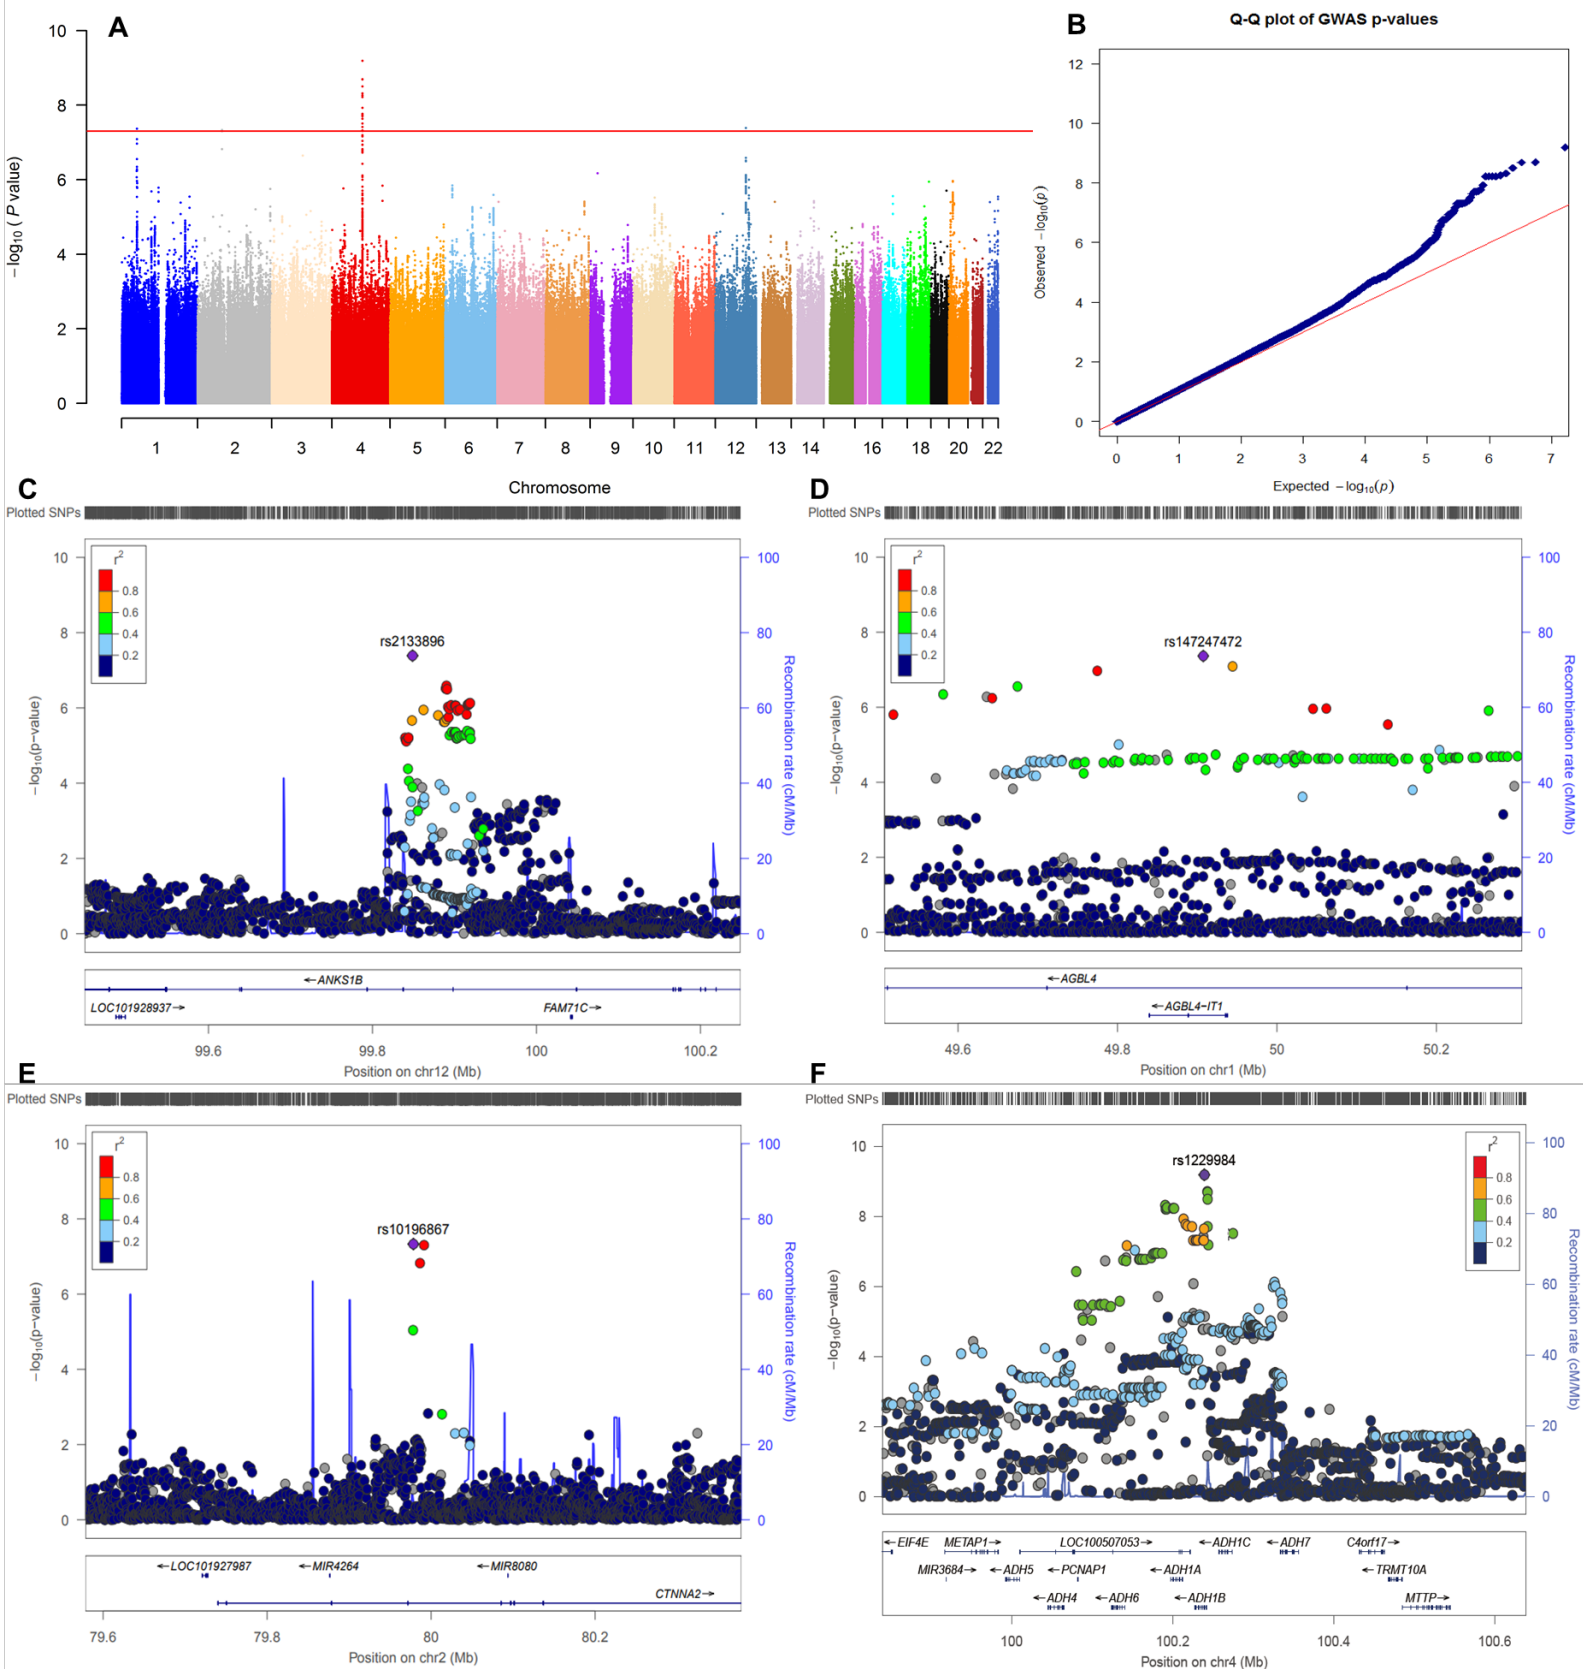 A
10
8
6
4
2
0
−log10 ( P value)
1 2 3 4 5 6 7 8 9 10 11 12 13 14 16 18 20 22
Chromosome
B
Q-Q plot of GWAS p-values
12
10
8
6
4
2
0
Observed −log10(p)
0 1 2 3 4 5 6 7
Expected −log10(p)
C
Plotted SNPs
r2
0.8
0.6
0.4
0.2
rs2133896
10
8
6
4
2
0
−log10(p−value)
100
80
60
40
20
0
Recombination rate (cM/Mb)
←ANKS1B
LOC101928937→
FAM71C→
99.6 99.8 100 100.2
Position on chr12 (Mb)
D
Plotted SNPs
r2
0.8
0.6
0.4
0.2
rs147247472
10
8
6
4
2
0
−log10(p−value)
100
80
60
40
20
0
Recombination rate (cM/Mb)
←AGBL4
←AGBL4−IT1
49.6 49.8 50 50.2
Position on chr1 (Mb)
E
Plotted SNPs
r2
0.8
0.6
0.4
0.2
rs10196867
10
8
6
4
2
0
−log10(p−value)
100
80
60
40
20
0
Recombination rate (cM/Mb)
←LOC101927987
←MIR4264
←MIR8080
CTNNA2→
79.6 79.8 80 80.2
Position on chr2 (Mb)
F
Plotted SNPs
r2
0.8
0.6
0.4
0.2
rs1229984
10
8
6
4
2
0
−log10(p−value)
100
80
60
40
20
0
Recombination rate (cM/Mb)
←EIF4E METAP1→ LOC100507053→ ←ADH1C ←ADH7 C4orf17→
MIR3684→ ←ADH5 ←PCNAP1 ←ADH1A ←TRMT10A
←ADH4 ←ADH6 ←ADH1B MTTP→
100 100.2 100.4 100.6
Position on chr4 (Mb)